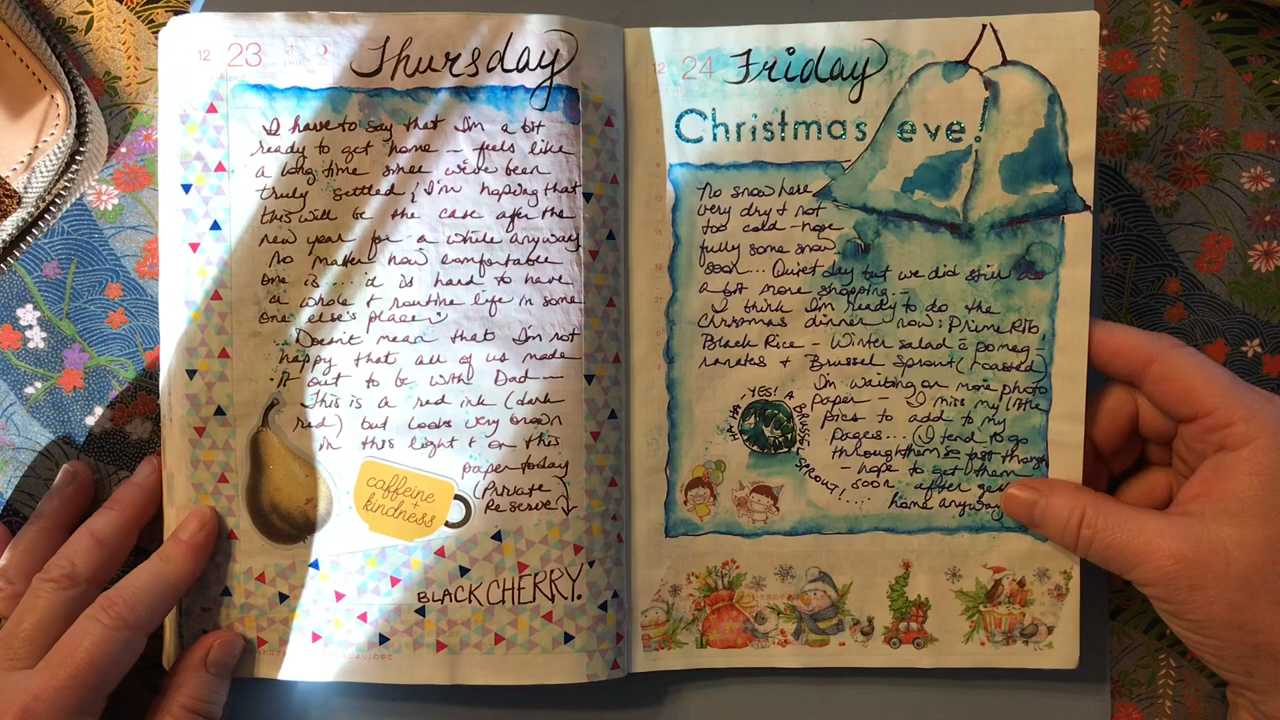 12 23
Thursday
I have to say that I'm a bit
ready to get home – feels like
a long time since we've been
truly settled & I'm hoping that
this will be the case after the
new year for a while anyway.
No matter how comfortable
one is... it is hard to have
a whole & routine life in some
one else's place
... Doesn't mean that I'm not
happy that all of us made
it out to be with Dad –
This is a red ink (dark
red) but looks very brown
in this light & on this
paper today
(Private
Reserve)
caffeine
+
kindness
BLACK CHERRY.
12 24
Friday
Christmas eve!
No snow here
very dry & not
too cold – hope
fully some snow
soon... Quiet day but we did still do
a bit more shopping. –
I think I'm ready to do the
Christmas dinner now: Prime Rib
Black Rice – Winter salad c̄ pomeg-
ranates + Brussel Sprout (roasted)
I'm waiting on more photo
paper – I miss my little
pics to add to my
pages... (I tend to go
through them so fast though
– hope to get them
soon after get
home anyway
HA HA YES! A BRUSSEL SPROUT!...